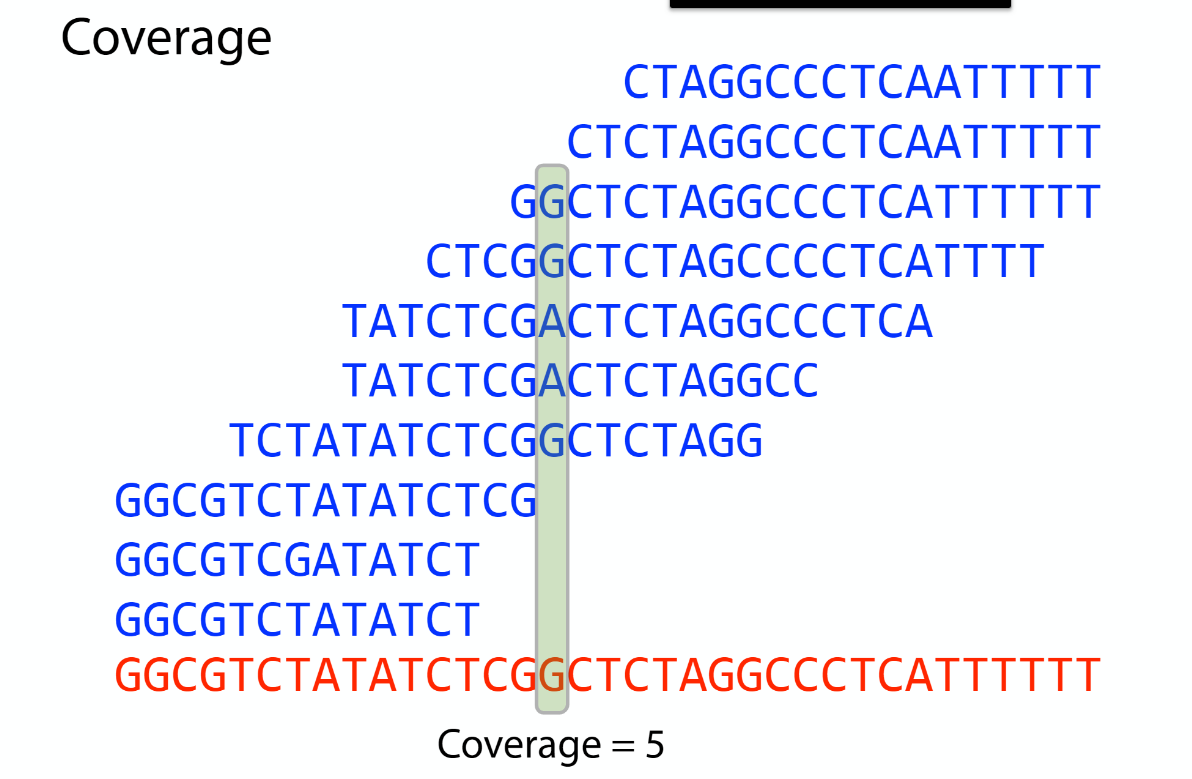 Coverage
CTAGGCCCTCAATTTTT
CTCTAGGCCCTCAATTTTT
GGCTCTAGGCCCTCATTTTTT
CTCGGCTCTAGCCCCTCATTTT
TATCTCGACTCTAGGCCCTCA
TATCTCGACTCTAGGCC
TCTATATCTCGGCTCTAGG
GGCGTCTATATCTCG
GGCGTCGATATCT
GGCGTCTATATCT
GGCGTCTATATCTCGGCTCTAGGCCCTCATTTTTT
Coverage = 5